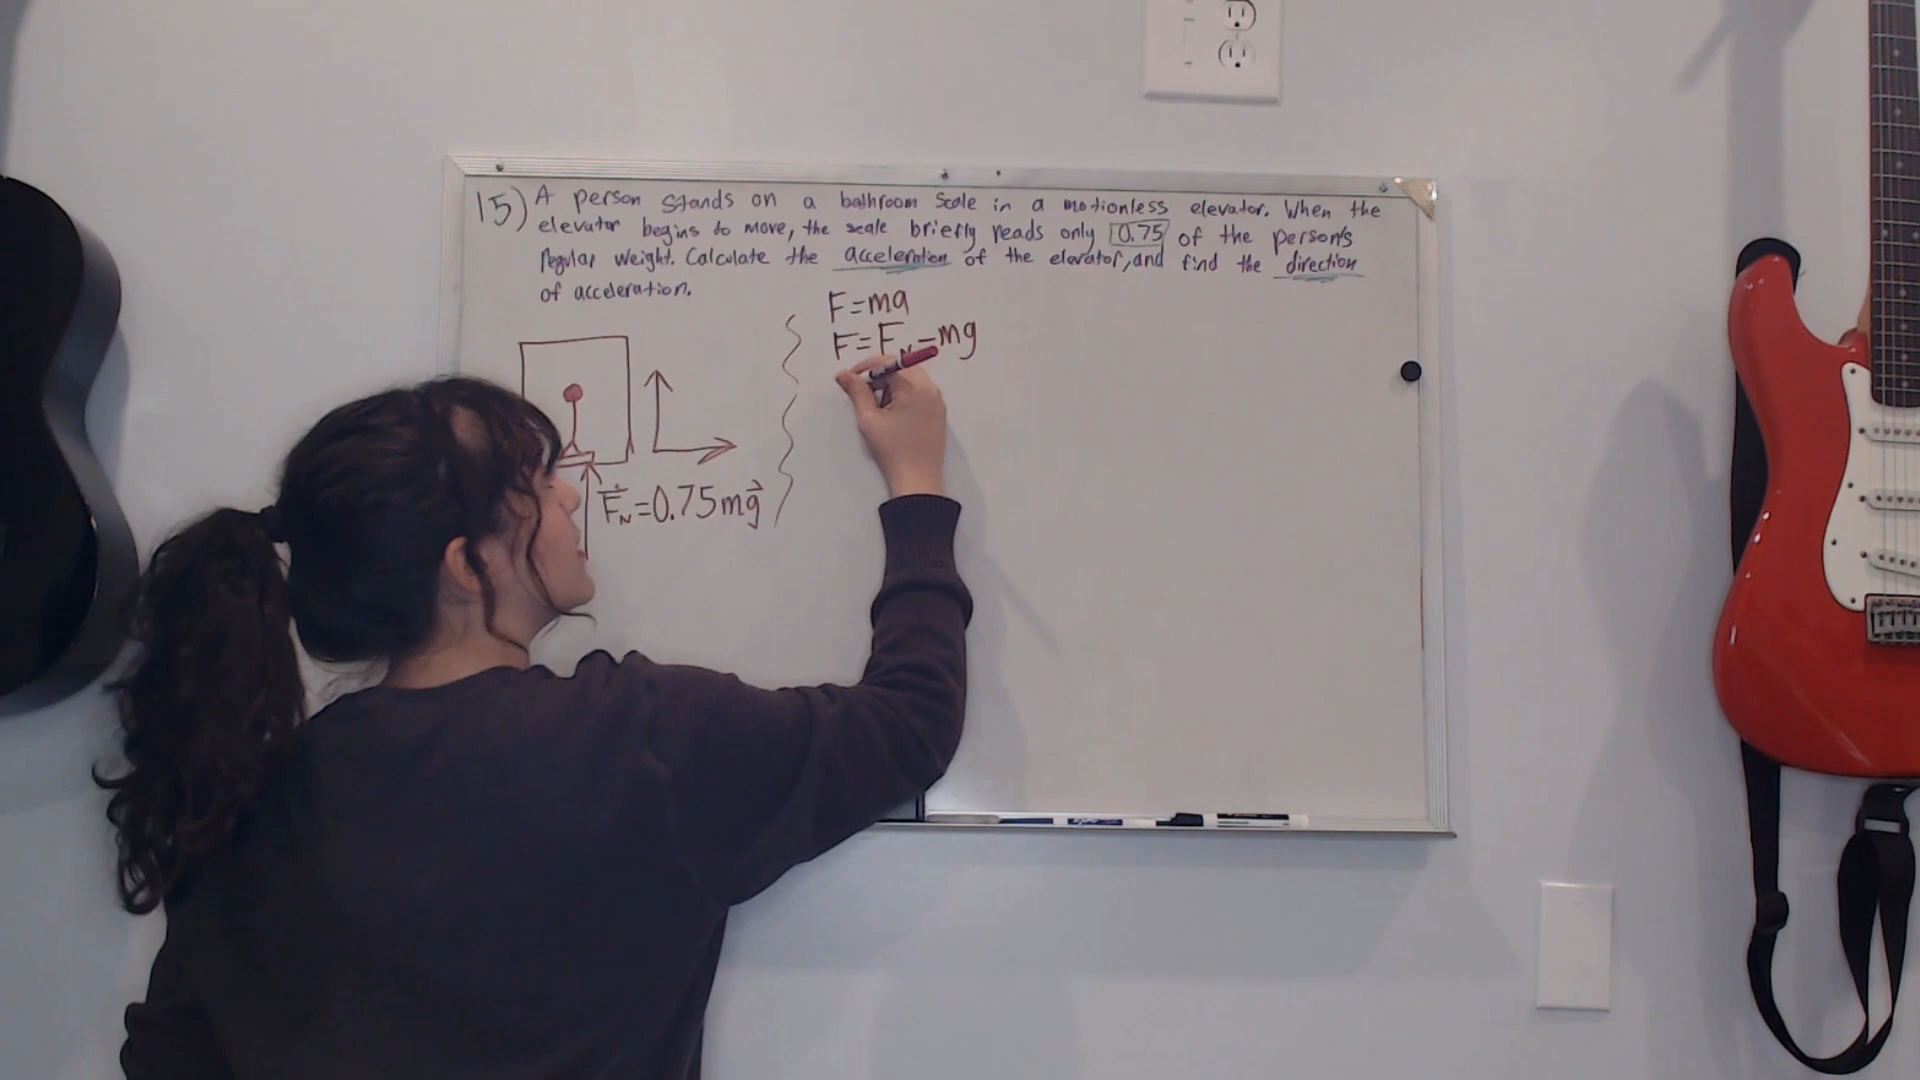 15) A person stands on a bathroom scale in a motionless elevator. When the
elevator begins to move, the scale briefly reads only 0.75 of the person's
regular weight. Calculate the acceleration of the elevator, and find the direction
of acceleration.
F=ma
F=F_N-mg
F⃗_N=0.75mg⃗